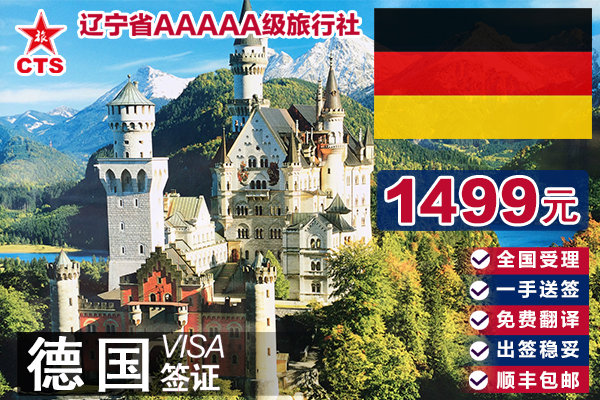 旅
CTS
辽宁省AAAAA级旅行社
1499元
全国受理
一手送签
免费翻译
出签稳妥
顺丰包邮
德国
VISA
签证